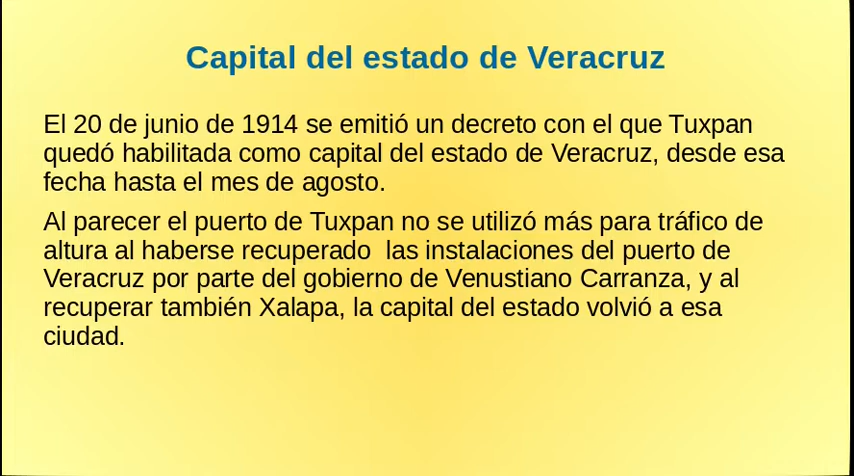 Capital del estado de Veracruz
El 20 de junio de 1914 se emitió un decreto con el que Tuxpan
quedó habilitada como capital del estado de Veracruz, desde esa
fecha hasta el mes de agosto.
Al parecer el puerto de Tuxpan no se utilizó más para tráfico de
altura al haberse recuperado  las instalaciones del puerto de
Veracruz por parte del gobierno de Venustiano Carranza, y al
recuperar también Xalapa, la capital del estado volvió a esa
ciudad.